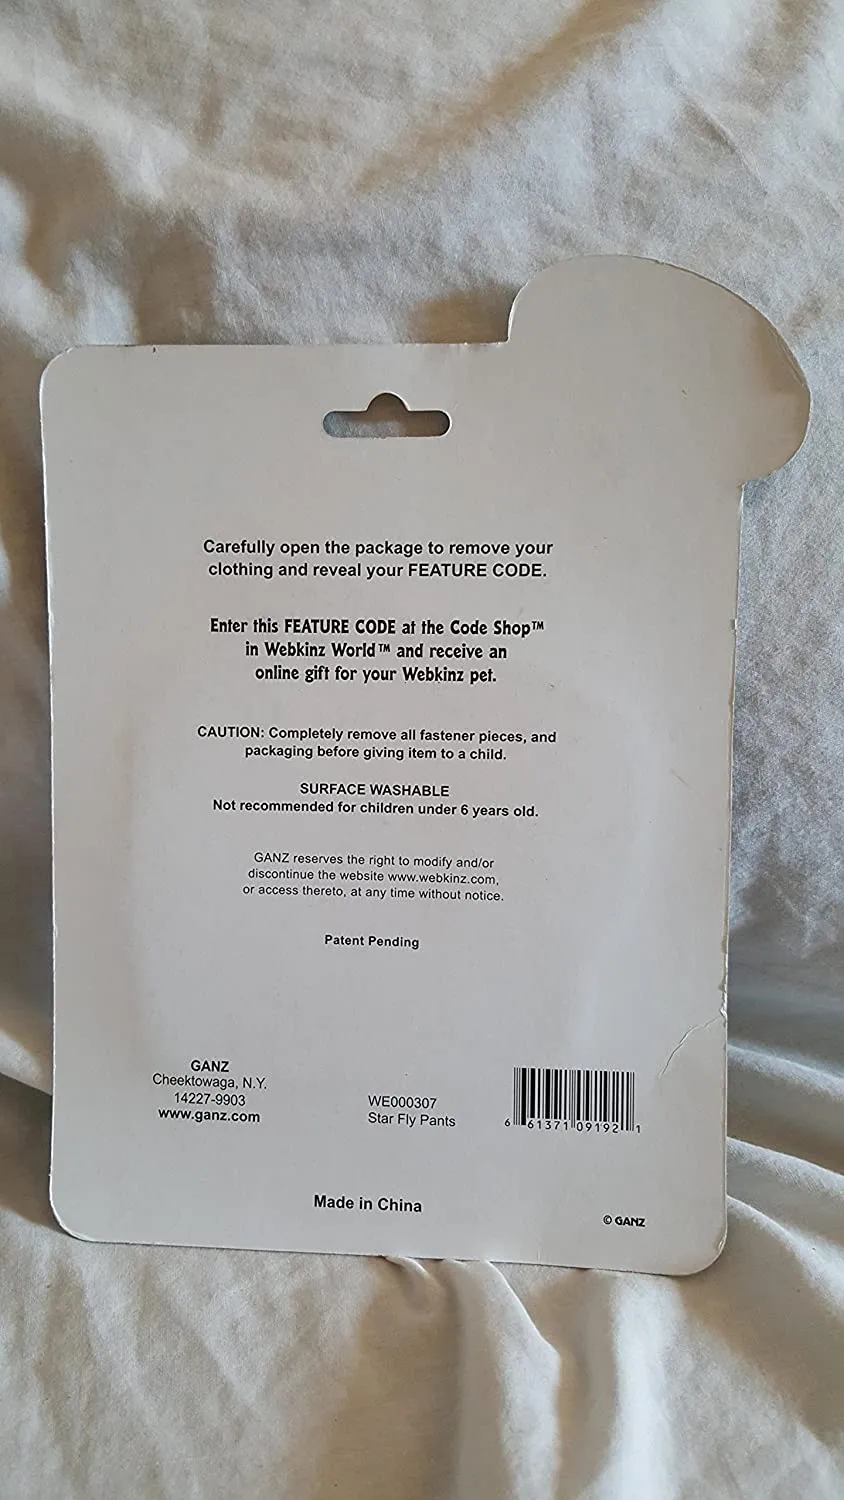 Carefully open the package to remove your
clothing and reveal your FEATURE CODE.
Enter this FEATURE CODE at the Code Shop™
in Webkinz World™ and receive an
online gift for your Webkinz pet.
CAUTION: Completely remove all fastener pieces, and
packaging before giving item to a child.
SURFACE WASHABLE
Not recommended for children under 6 years old.
GANZ reserves the right to modify and/or
discontinue the website www.webkinz.com,
or access thereto, at any time without notice.
Patent Pending
GANZ
Cheektowaga, N.Y.
14227-9903
www.ganz.com
WE000307
Star Fly Pants
6 61371 09192 1
Made in China
© GANZ